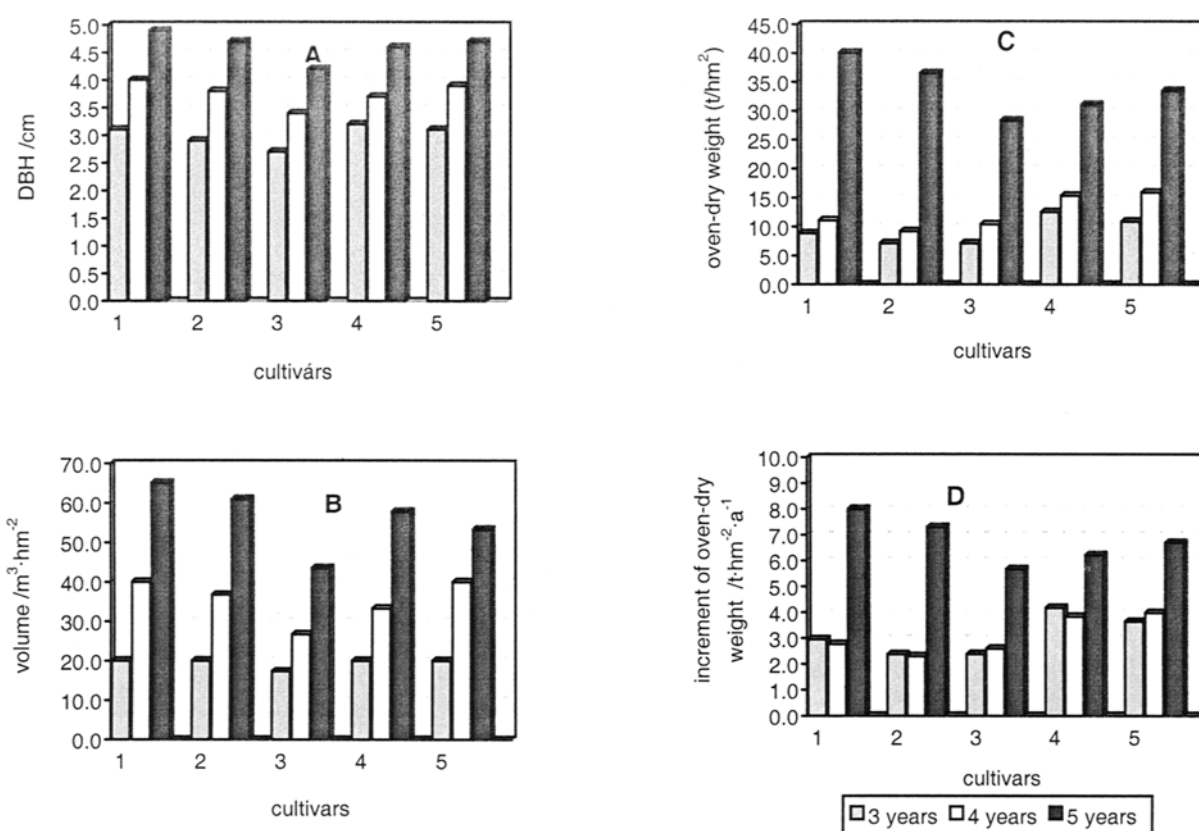 5.0
4.5
4.0
3.5
3.0
2.5
2.0
1.5
1.0
0.5
0.0
DBH /cm
A
1 2 3 4 5
cultivárs
45.0
40.0
35.0
30.0
25.0
20.0
15.0
10.0
5.0
0.0
oven-dry weight (t/hm²)
C
1 2 3 4 5
cultivars
70.0
60.0
50.0
40.0
30.0
20.0
10.0
0.0
volume /m³·hm⁻²
B
1 2 3 4 5
cultivars
10.0
9.0
8.0
7.0
6.0
5.0
4.0
3.0
2.0
1.0
0.0
increment of oven-dry
weight /t·hm⁻²·a⁻¹
D
1 2 3 4 5
cultivars
3 years 4 years 5 years